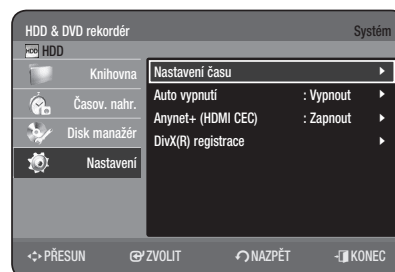 HDD & DVD rekordér Systém
HDD HDD
Knihovna
Časov. nahr.
Disk manažér
Nastavení
Nastavení času
Auto vypnutí : Vypnout
Anynet+ (HDMI CEC) : Zapnout
DivX(R) registrace
PŘESUN ZVOLIT NAZPĚT KONEC